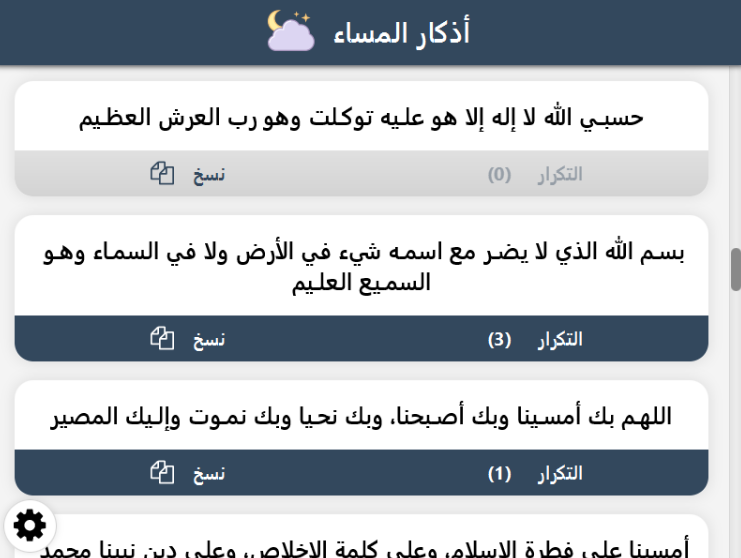 أذكار المساء
حسبي الله لا إله إلا هو عليه توكلت وهو رب العرش العظيم
التكرار (0) نسخ
بسم الله الذي لا يضر مع اسمه شيء في الأرض ولا في السماء وهو
السميع العليم
التكرار (3) نسخ
اللهم بك أمسينا وبك أصبحنا، وبك نحيا وبك نموت وإليك المصير
التكرار (1) نسخ
أمسينا على فطرة الإسلام، وعلى كلمة الإخلاص، وعلى دين نبينا محمد